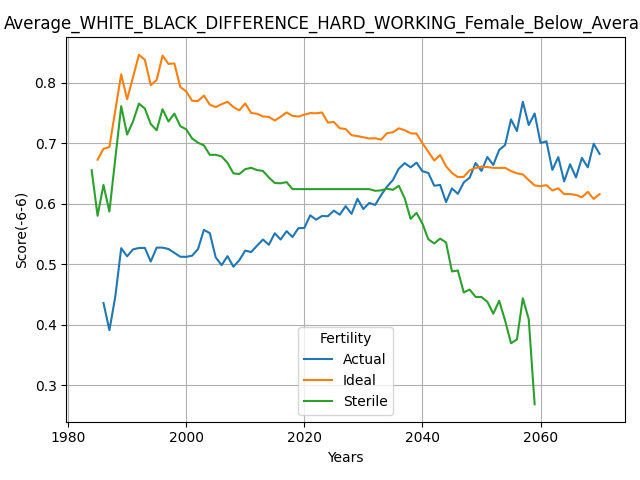 Average_WHITE_BLACK_DIFFERENCE_HARD_WORKING_Female_Below_Avera
Score(-6-6)
0.8
0.7
0.6
0.5
0.4
0.3
Fertility
Actual
Ideal
Sterile
1980 2000 2020 2040 2060
Years